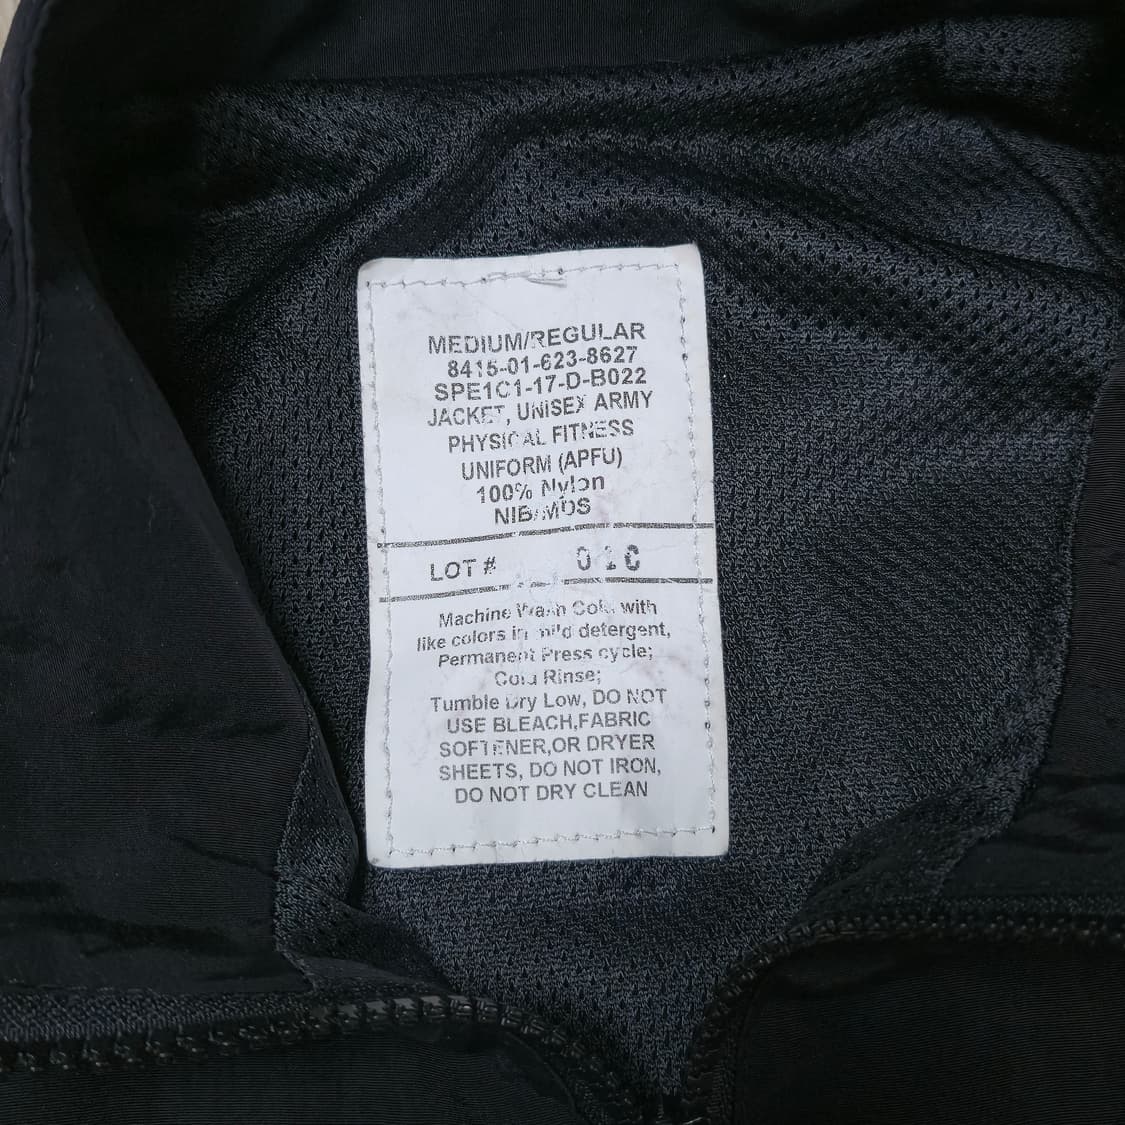 MEDIUM/REGULAR
8415-01-623-8627
SPE1C1-17-D-B022
JACKET, UNISEX ARMY
PHYSICAL FITNESS
UNIFORM (APFU)
100% Nylon
NIB/MDS
LOT #
Machine Wash Cold with
like colors in mild detergent,
Permanent Press cycle;
Cold Rinse;
Tumble Dry Low, DO NOT
USE BLEACH,FABRIC
SOFTENER,OR DRYER
SHEETS, DO NOT IRON,
DO NOT DRY CLEAN